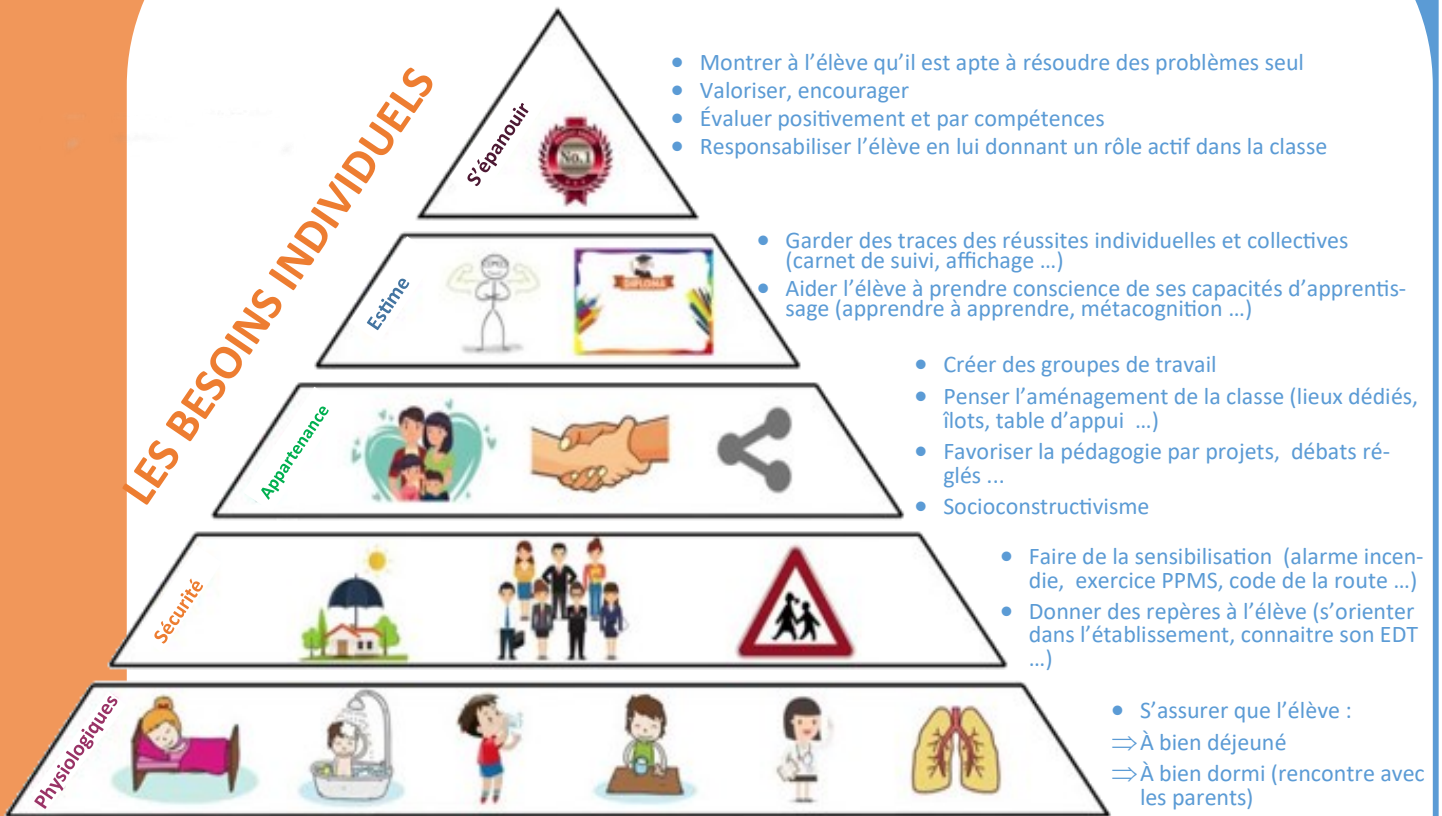 LES BESOINS INDIVIDUELS
S'épanouir
No.1
• Montrer à l'élève qu'il est apte à résoudre des problèmes seul
• Valoriser, encourager
• Évaluer positivement et par compétences
• Responsabiliser l'élève en lui donnant un rôle actif dans la classe
Estime
DIPLOMA
• Garder des traces des réussites individuelles et collectives
(carnet de suivi, affichage ...)
• Aider l'élève à prendre conscience de ses capacités d'apprentis-
sage (apprendre à apprendre, métacognition ...)
Appartenance
• Créer des groupes de travail
• Penser l'aménagement de la classe (lieux dédiés,
îlots, table d'appui ...)
• Favoriser la pédagogie par projets, débats ré-
glés ...
• Socioconstructivisme
Sécurité
• Faire de la sensibilisation (alarme incen-
die, exercice PPMS, code de la route ...)
• Donner des repères à l'élève (s'orienter
dans l'établissement, connaitre son EDT
...)
Physiologiques
• S'assurer que l'élève :
⇒À bien déjeuné
⇒À bien dormi (rencontre avec
les parents)